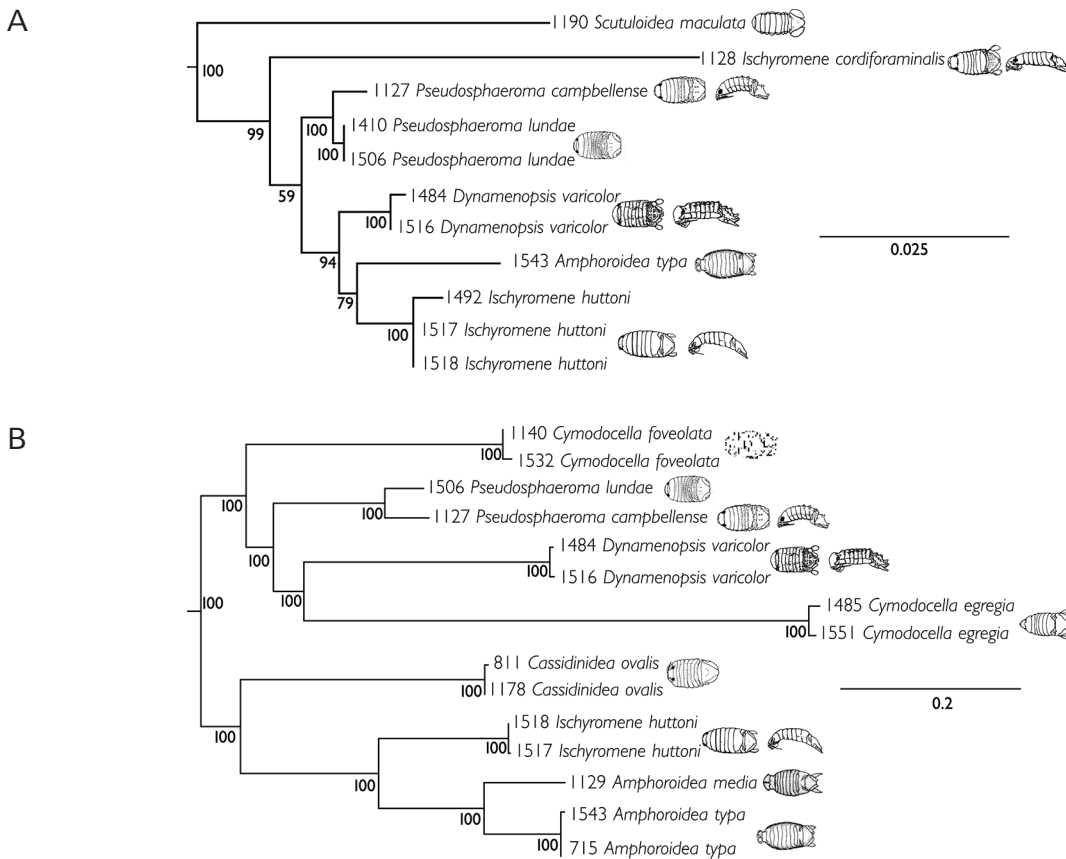 A
1190 Scutuloidea maculata
100
1128 Ischyromene cordiforaminalis
1127 Pseudosphaeroma campbellense
100
1410 Pseudosphaeroma lundae
99
100
1506 Pseudosphaeroma lundae
59
1484 Dynamenopsis varicolor
100
1516 Dynamenopsis varicolor
0.025
94
1543 Amphoroidea typa
79
1492 Ischyromene huttoni
100
1517 Ischyromene huttoni
1518 Ischyromene huttoni
B
1140 Cymodocella foveolata
100
1532 Cymodocella foveolata
1506 Pseudosphaeroma lundae
100
100
1127 Pseudosphaeroma campbellense
1484 Dynamenopsis varicolor
100
100
1516 Dynamenopsis varicolor
100
100
1485 Cymodocella egregia
100
1551 Cymodocella egregia
811 Cassidinidea ovalis
100
1178 Cassidinidea ovalis
0.2
1518 Ischyromene huttoni
100
100
1517 Ischyromene huttoni
100
1129 Amphoroidea media
100
1543 Amphoroidea typa
100
715 Amphoroidea typa